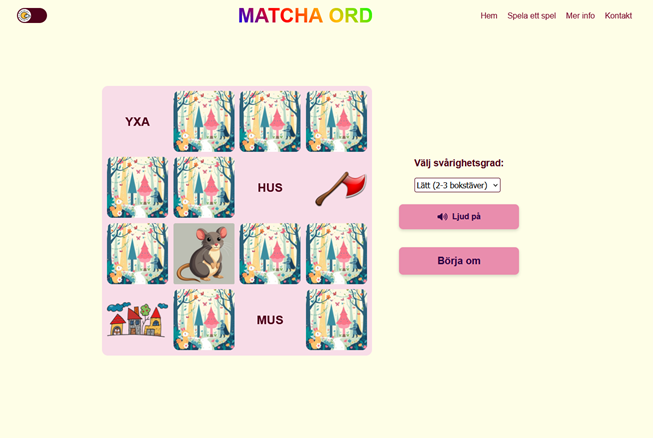 MATCHA ORD
Hem Spela ett spel Mer info Kontakt
YXA
HUS
MUS
Välj svårighetsgrad:
Lätt (2-3 bokstäver)
Ljud på
Börja om